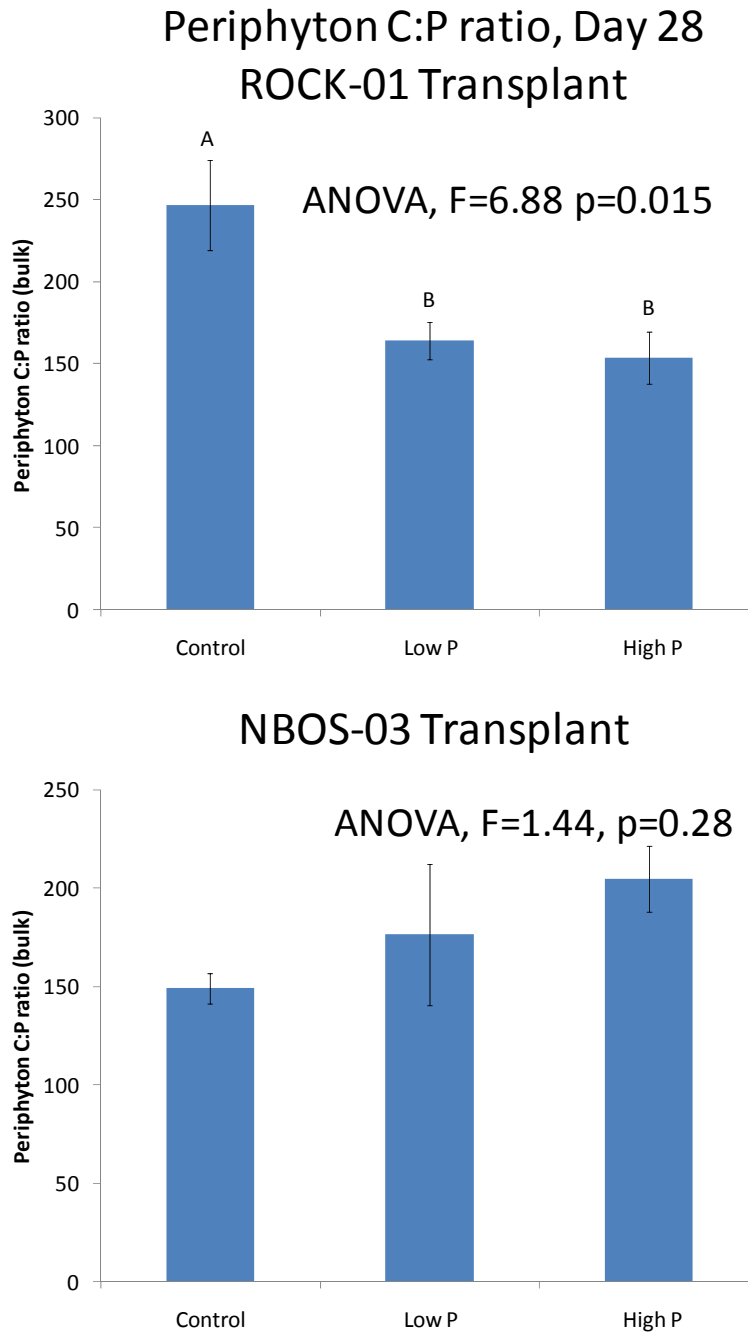 Periphyton C:P ratio, Day 28
ROCK-01 Transplant
300
250
200
150
100
50
0
Periphyton C:P ratio (bulk)
A
B
B
ANOVA, F=6.88 p=0.015
Control
Low P
High P
NBOS-03 Transplant
250
200
150
100
50
0
Periphyton C:P ratio (bulk)
ANOVA, F=1.44, p=0.28
Control
Low P
High P